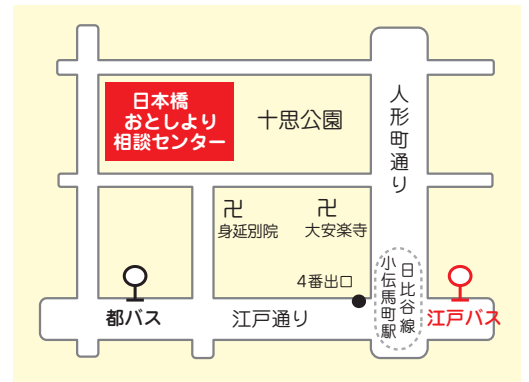 日本橋
おとしより
相談センター
十思公園
人形町通り
卍
身延別院
卍
大安楽寺
4番出口
日比谷線
小伝馬町駅
都バス
江戸通り
江戸バス